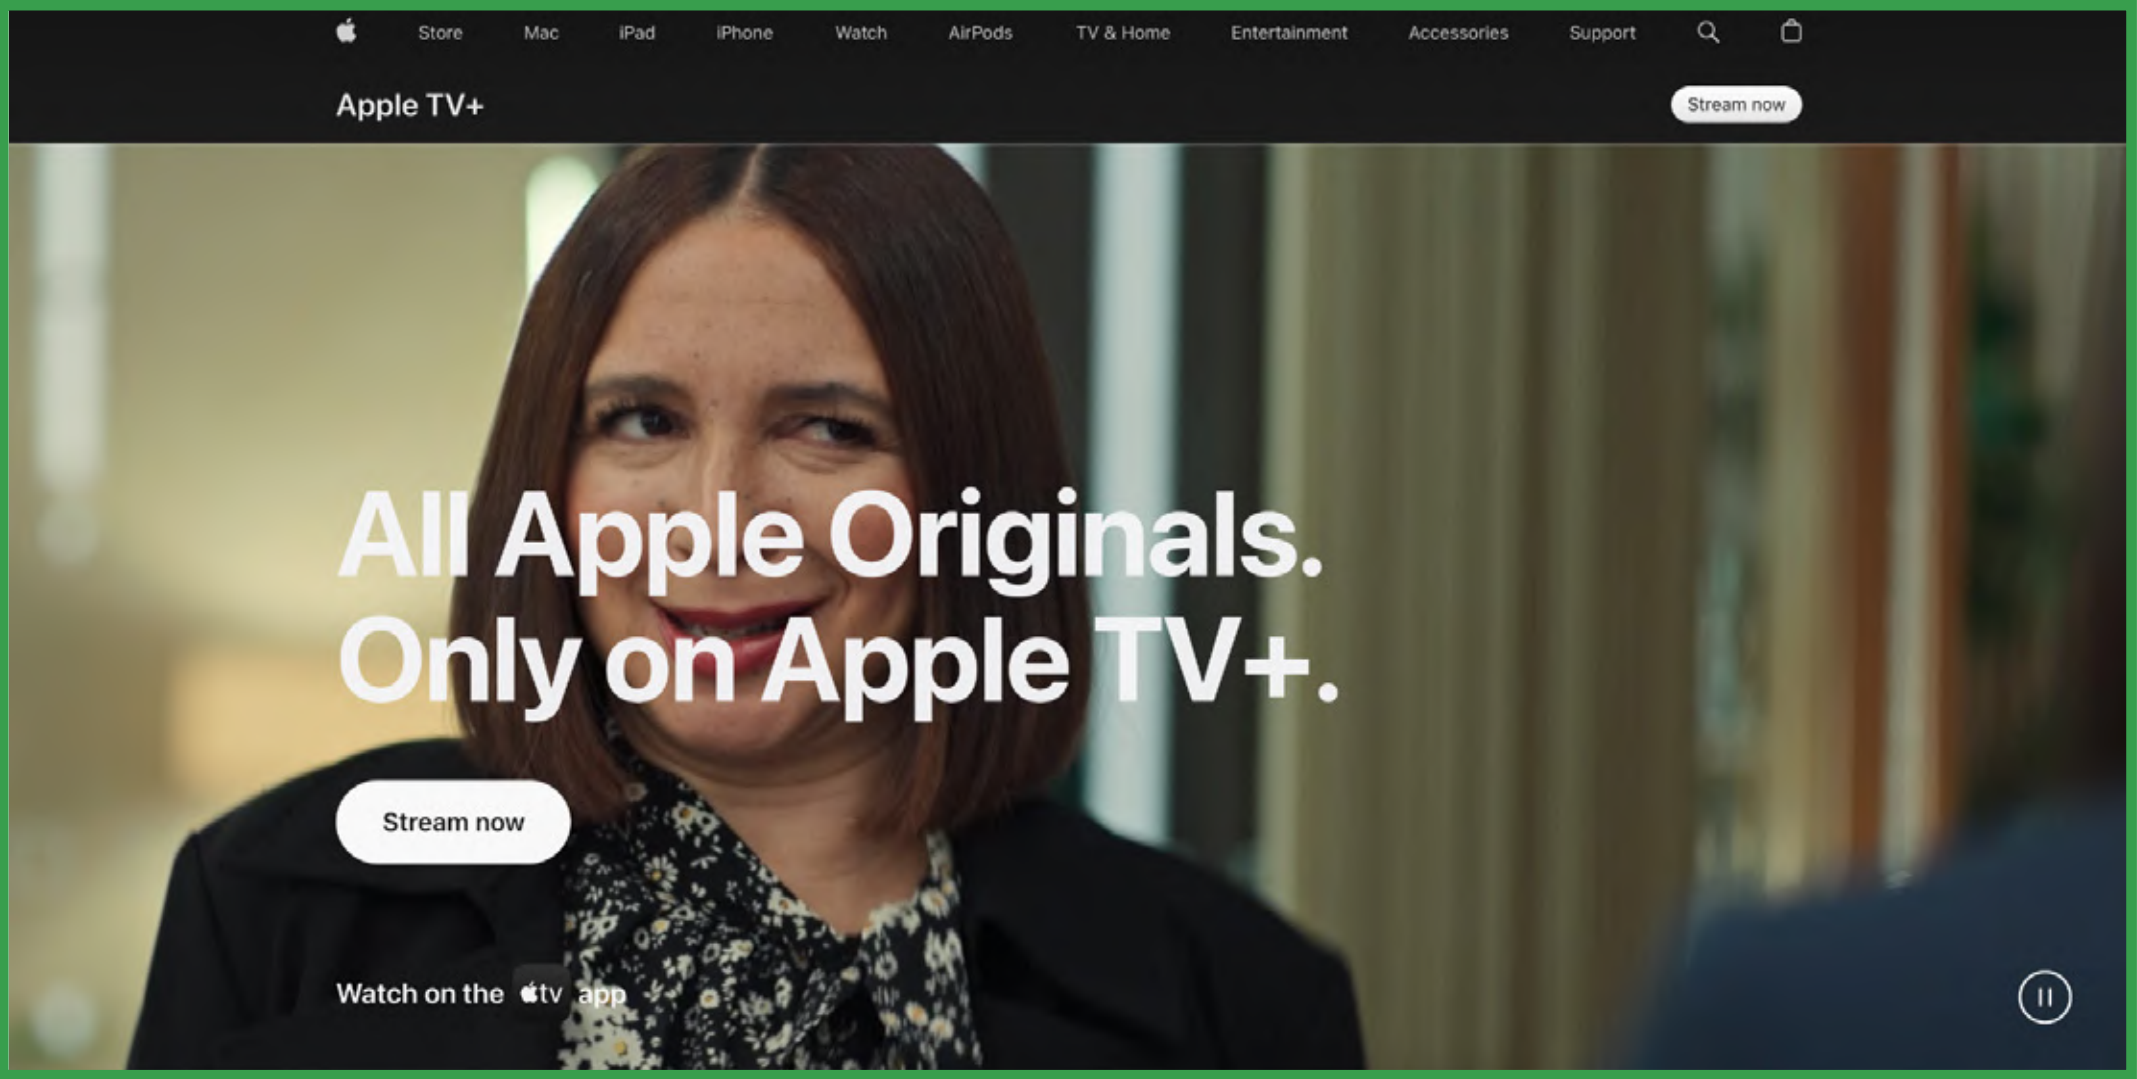 Store Mac iPad iPhone Watch AirPods TV & Home Entertainment Accessories Support
Apple TV+
Stream now
All Apple Originals.
Only on Apple TV+.
Stream now
Watch on the tv app